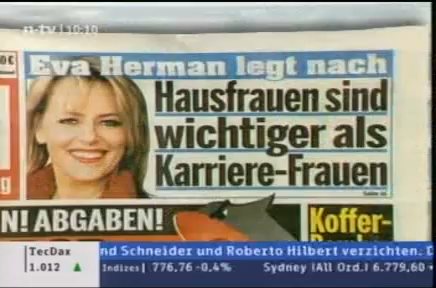 n-tv 10:10
Eva Herman legt nach
Hausfrauen sind
wichtiger als
Karriere-Frauen
N! ABGABEN!
Koffer-
TecDax
nd Schneider und Roberto Hilbert verzichten. D
1.012
Indizes| 776,76 -0,4% Sydney (All Ord.) 6.779,60